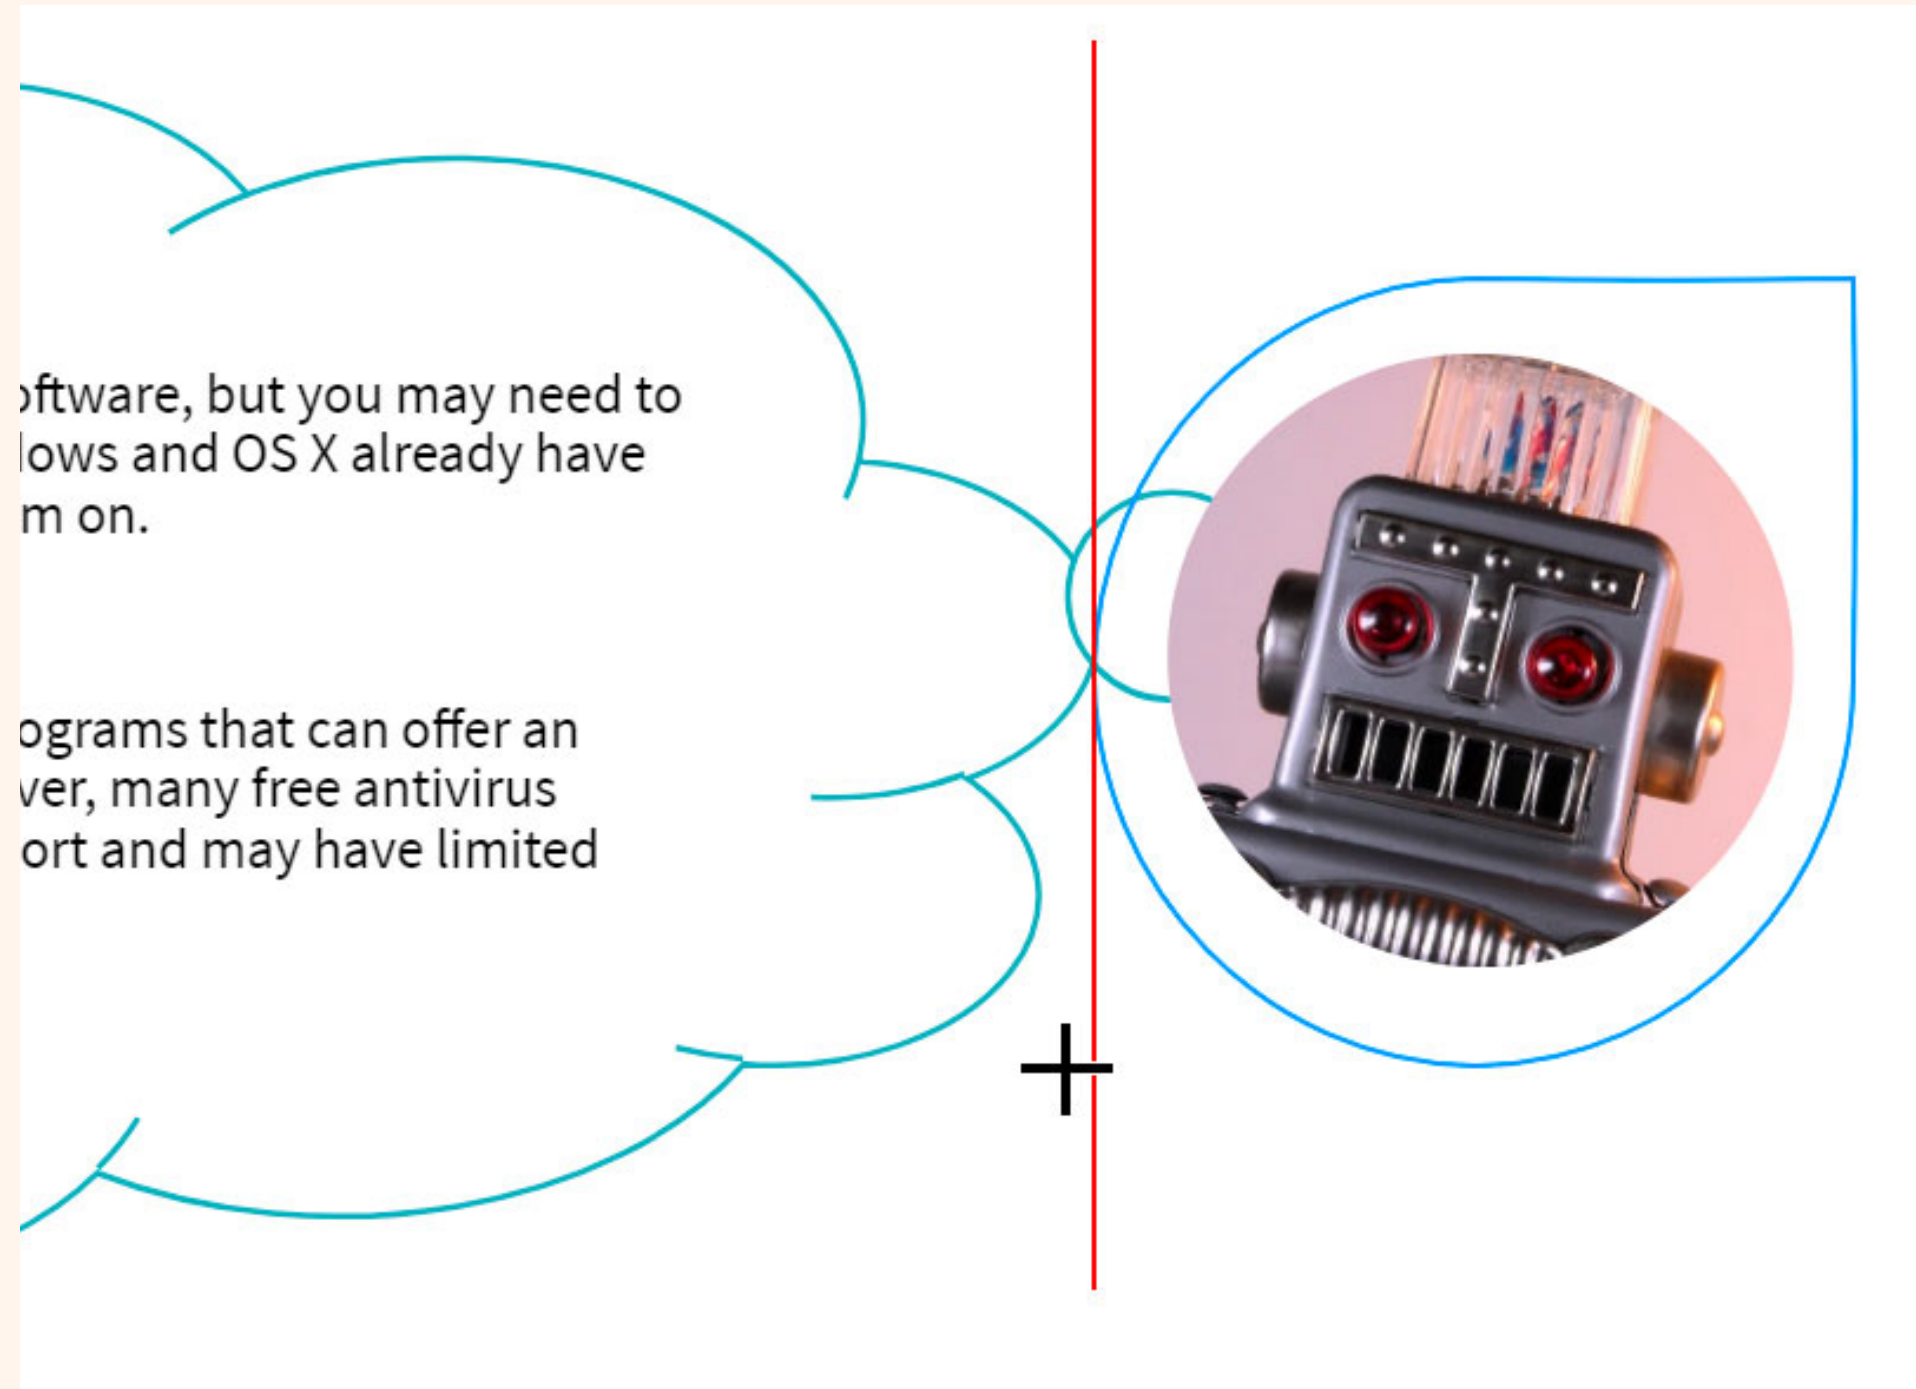 oftware, but you may need to
lows and OS X already have
m on.
ograms that can offer an
ver, many free antivirus
ort and may have limited